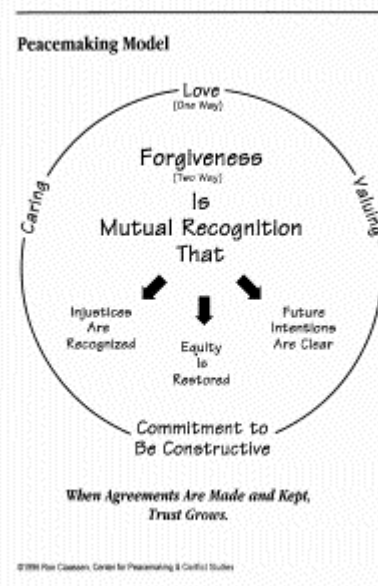 Peacemaking Model
Love
(One Way)
Forgiveness
(Two Way)
Is
Mutual Recognition
That
Caring
Valuing
Injustices
Are
Recognized
Equity
is
Restored
Future
Intentions
Are Clear
Commitment to
Be Constructive
When Agreements Are Made and Kept,
Trust Grows.
©1996 Ron Claassen, Center for Peacemaking & Conflict Studies